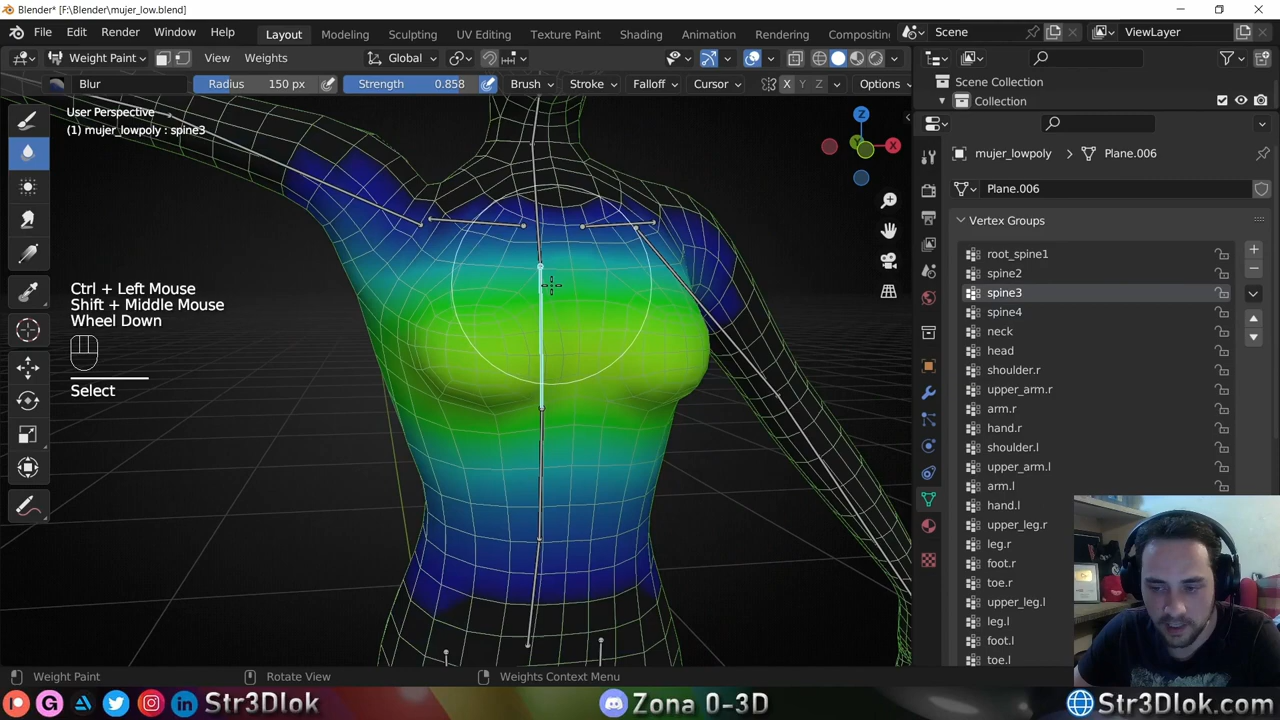 Blender* [F:\Blender\mujer_low.blend]
File Edit Render Window Help Layout Modeling Sculpting UV Editing Texture Paint Shading Animation Rendering Compositing Scene ViewLayer
Weight Paint View Weights Global Options
Blur Radius 150 px Strength 0.858 Brush Stroke Falloff Cursor X Y Z Options
Scene Collection
Collection
User Perspective
(1) mujer_lowpoly : spine3
Z
Y
X
Ctrl + Left Mouse
Shift + Middle Mouse
Wheel Down
Select
mujer_lowpoly > Plane.006
Plane.006
Vertex Groups
root_spine1
spine2
spine3
spine4
neck
head
shoulder.r
upper_arm.r
arm.r
hand.r
shoulder.l
upper_arm.l
arm.l
hand.l
upper_leg.r
leg.r
foot.r
toe.r
upper_leg.l
leg.l
foot.l
toe.l
Weight Paint Rotate View Weights Context Menu
Str3Dlok Zona 0-3D Str3Dlok.com